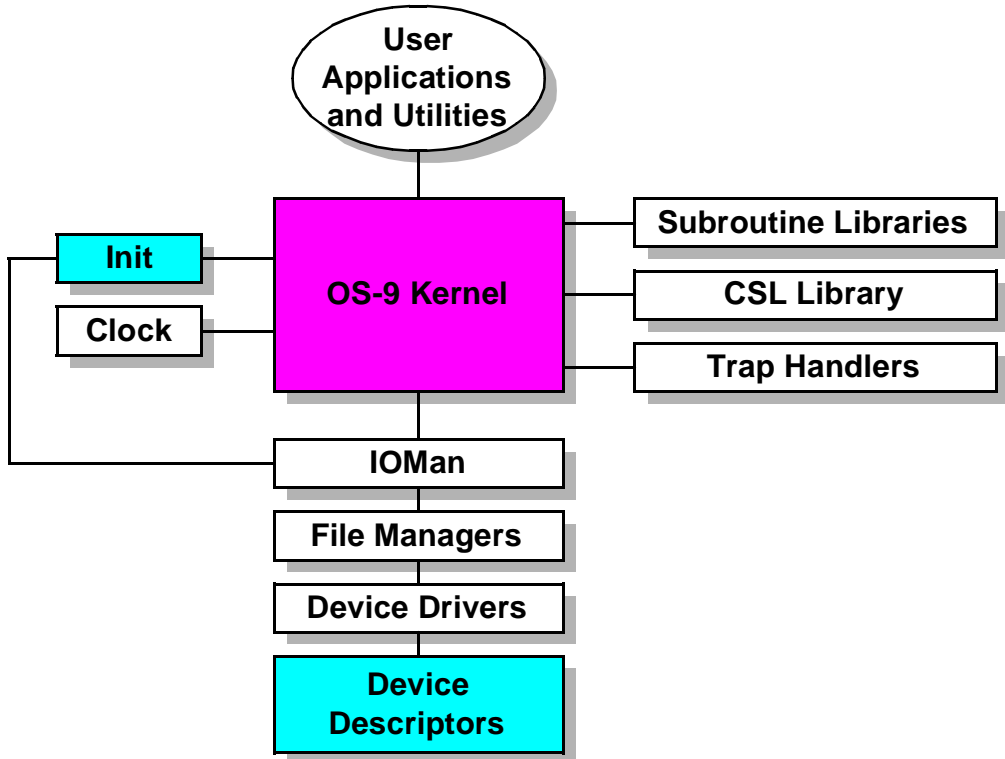 User
Applications
and Utilities
Subroutine Libraries
Init
OS-9 Kernel
CSL Library
Clock
Trap Handlers
IOMan
File Managers
Device Drivers
Device
Descriptors